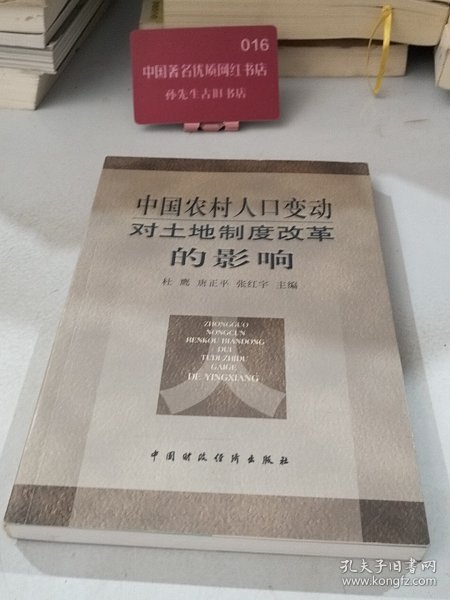 016
中国著名优质网红书店
孙先生古旧书店
中国农村人口变动
对土地制度改革
的影响
杜鹰 唐正平 张红宇 主编
ZHONGGUO
NONGCUN
RENKOU BIANDONG
DUI
TUDI ZHIDU
GAIGE
DE YINGXIANG
中国财政经济出版社
孔夫子旧书网
www.kongfz.com